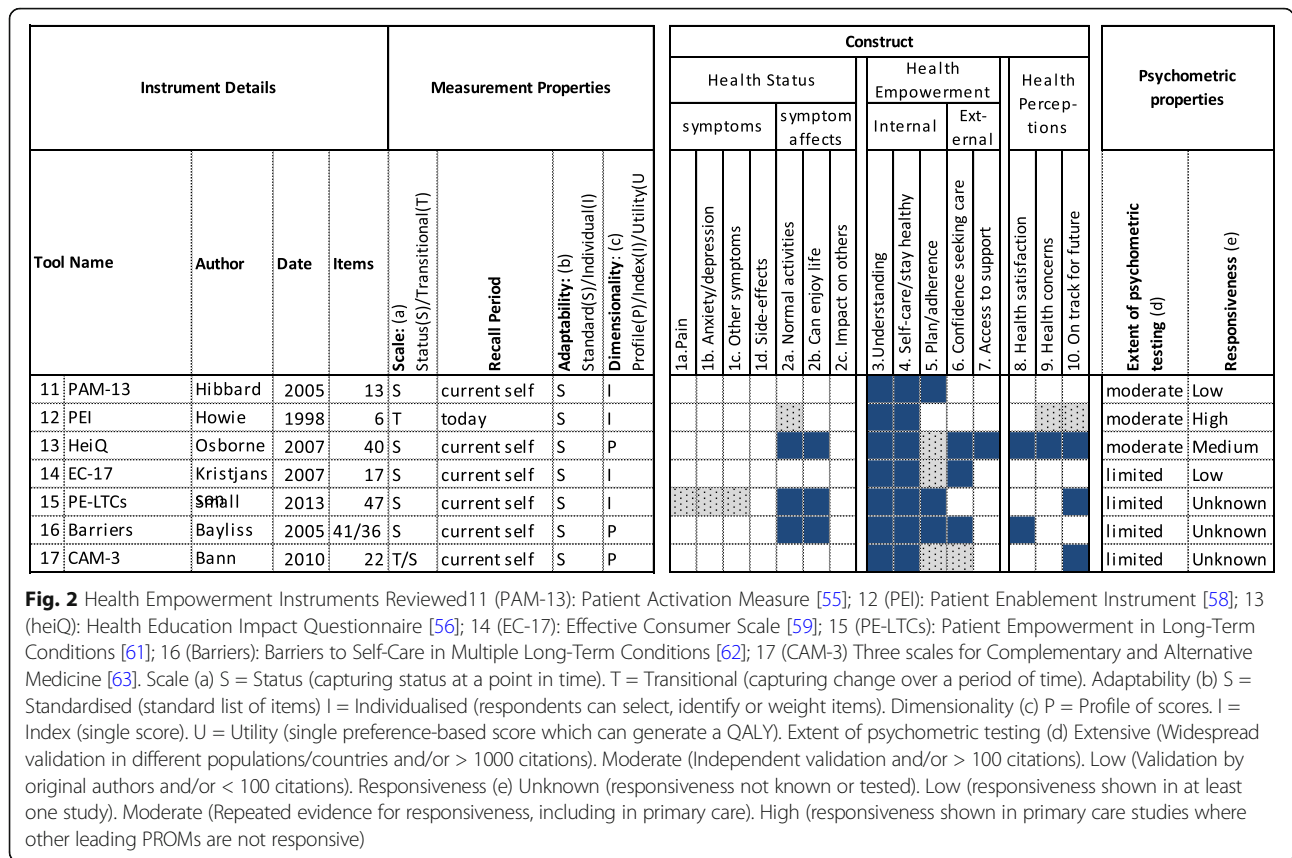 Instrument Details
Measurement Properties
Construct
Psychometric
properties
Health Status
Health
Empowerment
Health
Percep-
tions
symptoms
symptom
affects
Internal
Ext-
ernal
Tool Name
Author
Date
Items
Scale: (a)
Status(S)/Transitional(T)
Recall Period
Adaptability: (b)
Standard(S)/Individual(I)
Dimensionality: (c)
Profile(P)/Index(I)/Utility(U
1a.Pain
1b. Anxiety/depression
1c. Other symptoms
1d. Side-effects
2a. Normal activities
2b. Can enjoy life
2c. Impact on others
3.Understanding
4. Self-care/stay healthy
5. Plan/adherence
6. Confidence seeking care
7. Access to support
8. Health satisfaction
9. Health concerns
10. On track for future
Extent of psychometric
testing (d)
Responsiveness (e)
11 PAM-13 Hibbard 2005 13 S current self S I moderate Low
12 PEI Howie 1998 6 T today S I moderate High
13 HeiQ Osborne 2007 40 S current self S P moderate Medium
14 EC-17 Kristjanssen 2007 17 S current self S I limited Low
15 PE-LTCs Small 2013 47 S current self S I limited Unknown
16 Barriers Bayliss 2005 41/36 S current self S P limited Unknown
17 CAM-3 Bann 2010 22 T/S current self S P limited Unknown
Fig. 2 Health Empowerment Instruments Reviewed11 (PAM-13): Patient Activation Measure [55]; 12 (PEI): Patient Enablement Instrument [58]; 13
(heiQ): Health Education Impact Questionnaire [56]; 14 (EC-17): Effective Consumer Scale [59]; 15 (PE-LTCs): Patient Empowerment in Long-Term
Conditions [61]; 16 (Barriers): Barriers to Self-Care in Multiple Long-Term Conditions [62]; 17 (CAM-3) Three scales for Complementary and Alternative
Medicine [63]. Scale (a) S = Status (capturing status at a point in time). T = Transitional (capturing change over a period of time). Adaptability (b) S =
Standardised (standard list of items) I = Individualised (respondents can select, identify or weight items). Dimensionality (c) P = Profile of scores. I =
Index (single score). U = Utility (single preference-based score which can generate a QALY). Extent of psychometric testing (d) Extensive (Widespread
validation in different populations/countries and/or > 1000 citations). Moderate (Independent validation and/or > 100 citations). Low (Validation by
original authors and/or < 100 citations). Responsiveness (e) Unknown (responsiveness not known or tested). Low (responsiveness shown in at least
one study). Moderate (Repeated evidence for responsiveness, including in primary care). High (responsiveness shown in primary care studies where
other leading PROMs are not responsive)